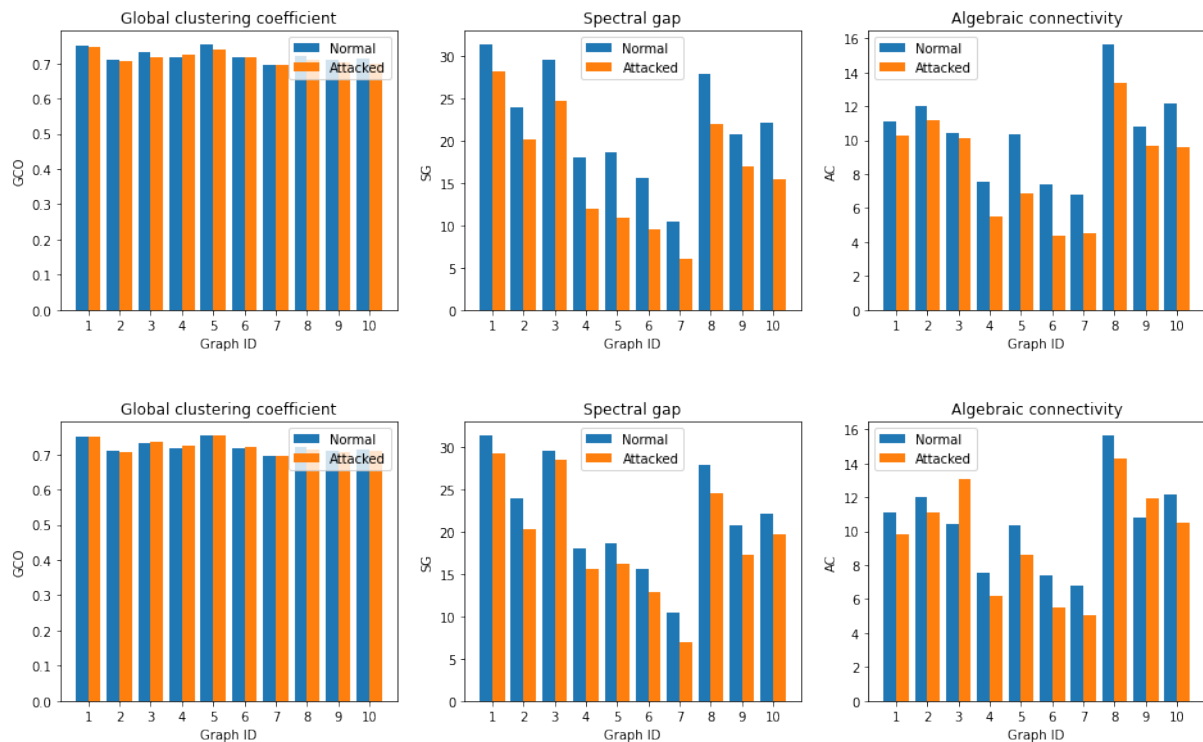 Global clustering coefficient
GCO
0.7
0.6
0.5
0.4
0.3
0.2
0.1
0.0
Normal
Attacked
1 2 3 4 5 6 7 8 9 10
Graph ID
Spectral gap
SG
30
25
20
15
10
5
0
Normal
Attacked
1 2 3 4 5 6 7 8 9 10
Graph ID
Algebraic connectivity
AC
16
14
12
10
8
6
4
2
0
Normal
Attacked
1 2 3 4 5 6 7 8 9 10
Graph ID
Global clustering coefficient
GCO
0.7
0.6
0.5
0.4
0.3
0.2
0.1
0.0
Normal
Attacked
1 2 3 4 5 6 7 8 9 10
Graph ID
Spectral gap
SG
30
25
20
15
10
5
0
Normal
Attacked
1 2 3 4 5 6 7 8 9 10
Graph ID
Algebraic connectivity
AC
16
14
12
10
8
6
4
2
0
Normal
Attacked
1 2 3 4 5 6 7 8 9 10
Graph ID